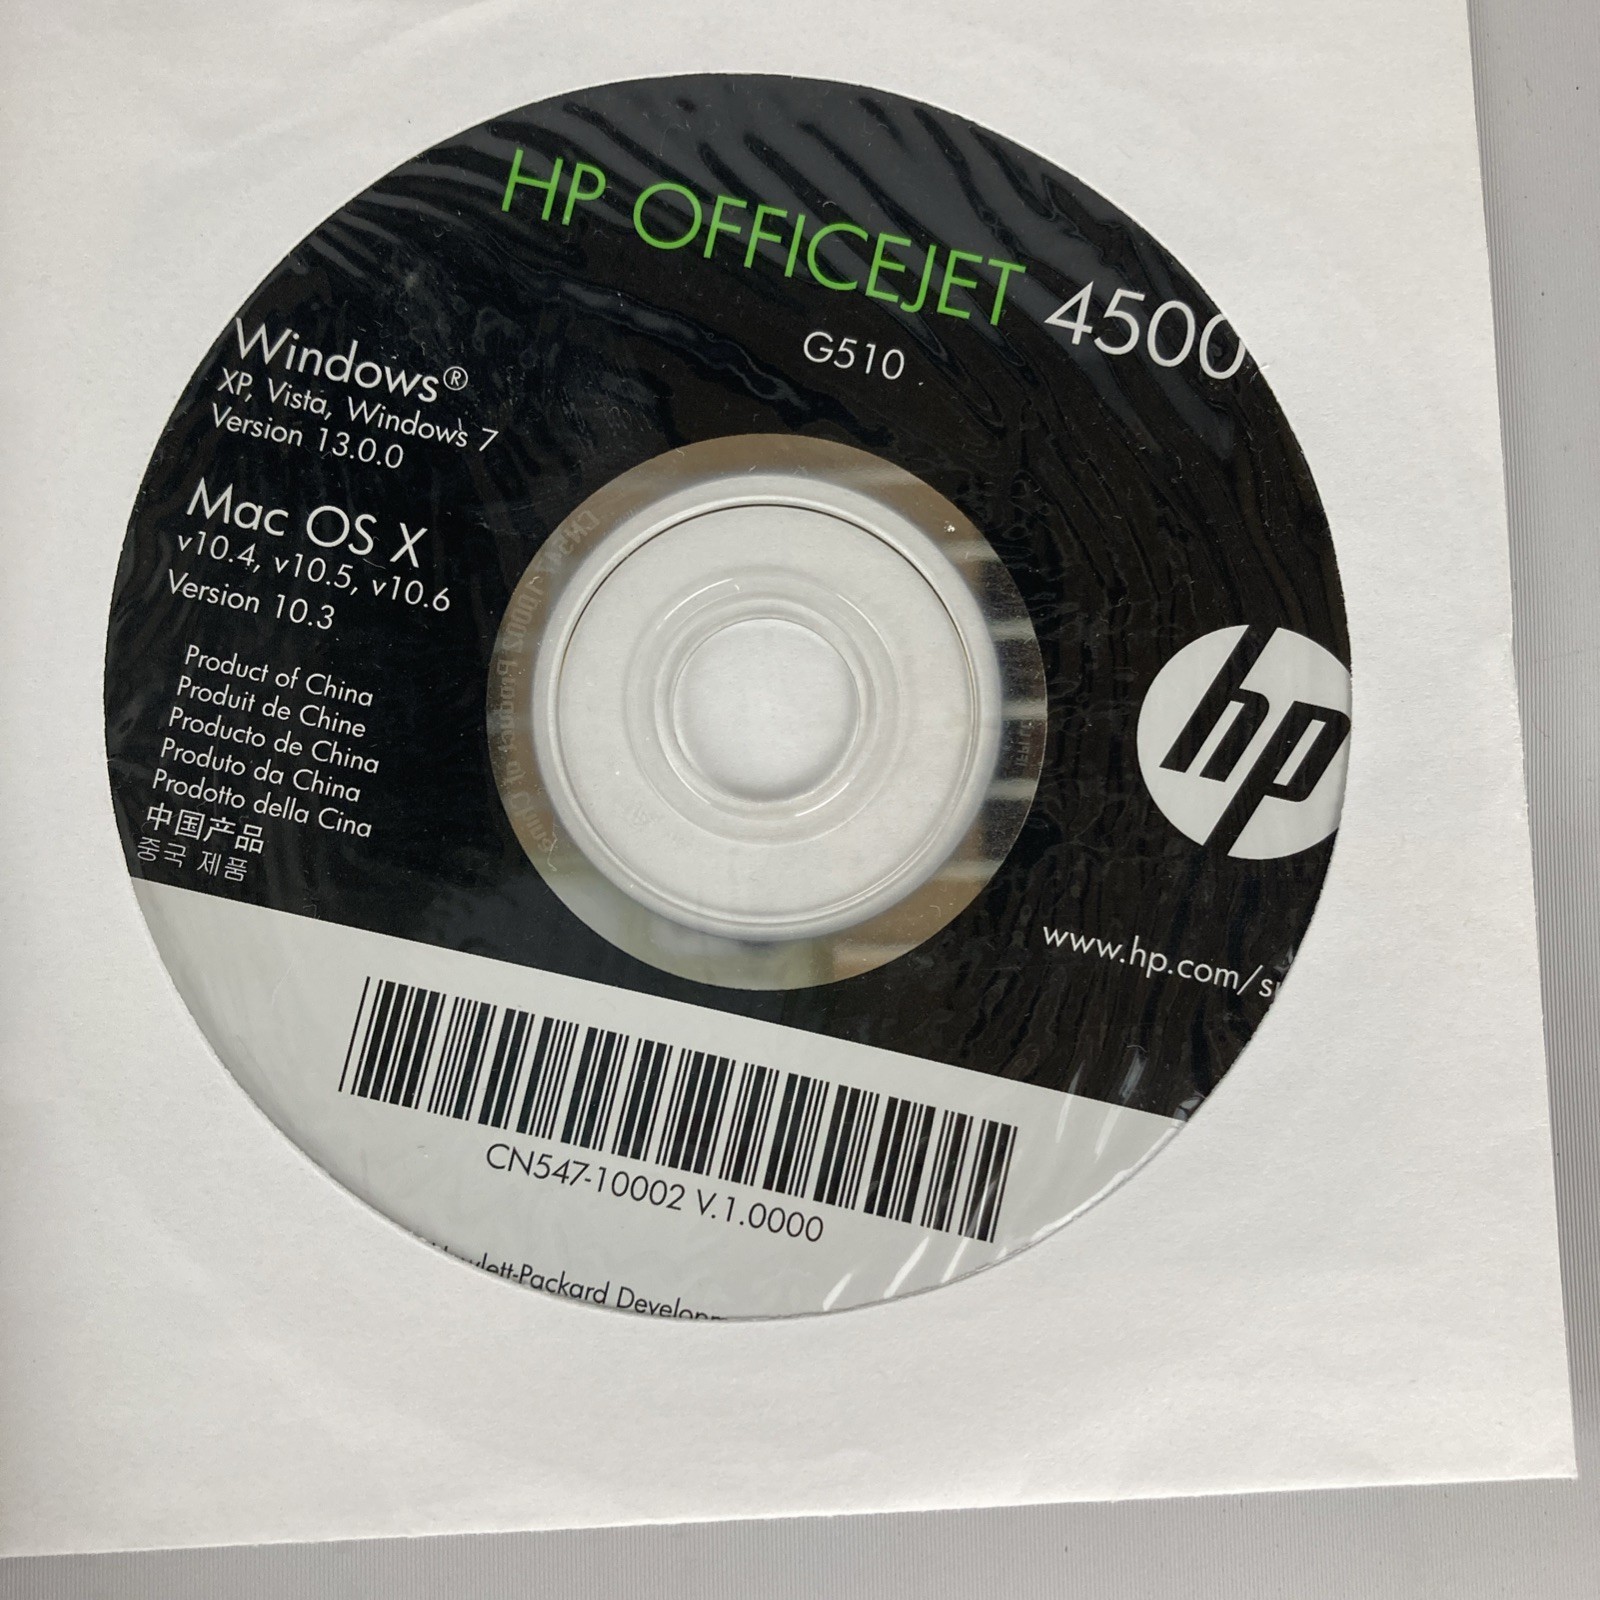 HP OFFICEJET 4500
G510
Windows®
XP, Vista, Windows 7
Version 13.0.0
Mac OS X
v10.4, v10.5, v10.6
Version 10.3
Product of China
Produit de Chine
Producto de China
Produto da China
Prodotto della Cina
中国产品
중국 제품
hp
www.hp.com/s
CN547-10002 V.1.0000
Packard